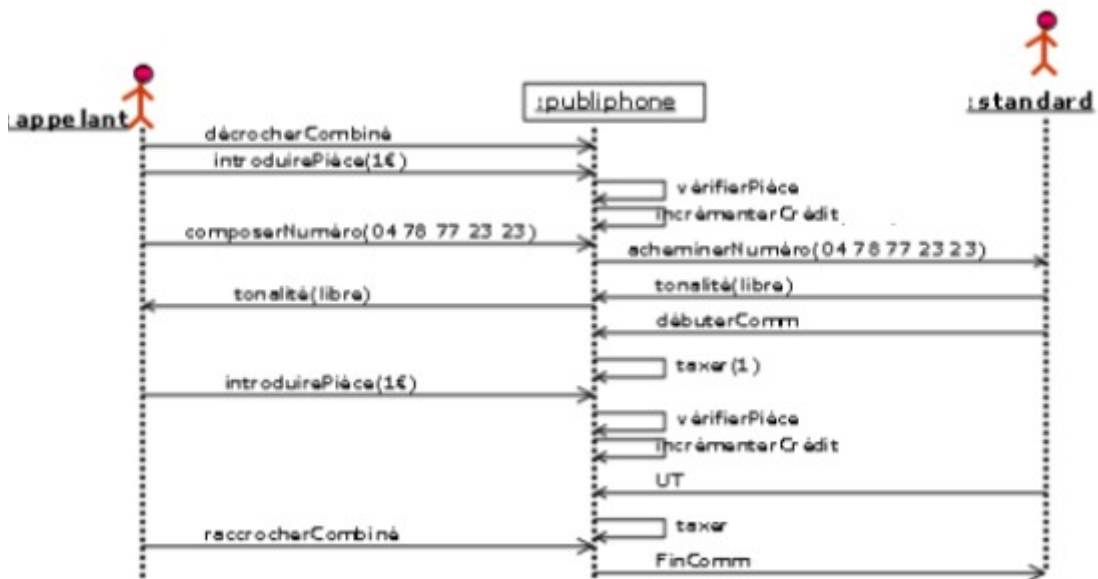 :appelant
:publiphone
:standard
décrocherCombiné
introduirePièce(1€)
vérifierPièce
incrémenterCrédit
composerNuméro(04 78 77 23 23)
acheminerNuméro(04 78 77 23 23)
tonalité(libre)
tonalité(libre)
débuterComm
taxer(1)
introduirePièce(1€)
vérifierPièce
incrémenterCrédit
UT
taxer
raccrocherCombiné
FinComm